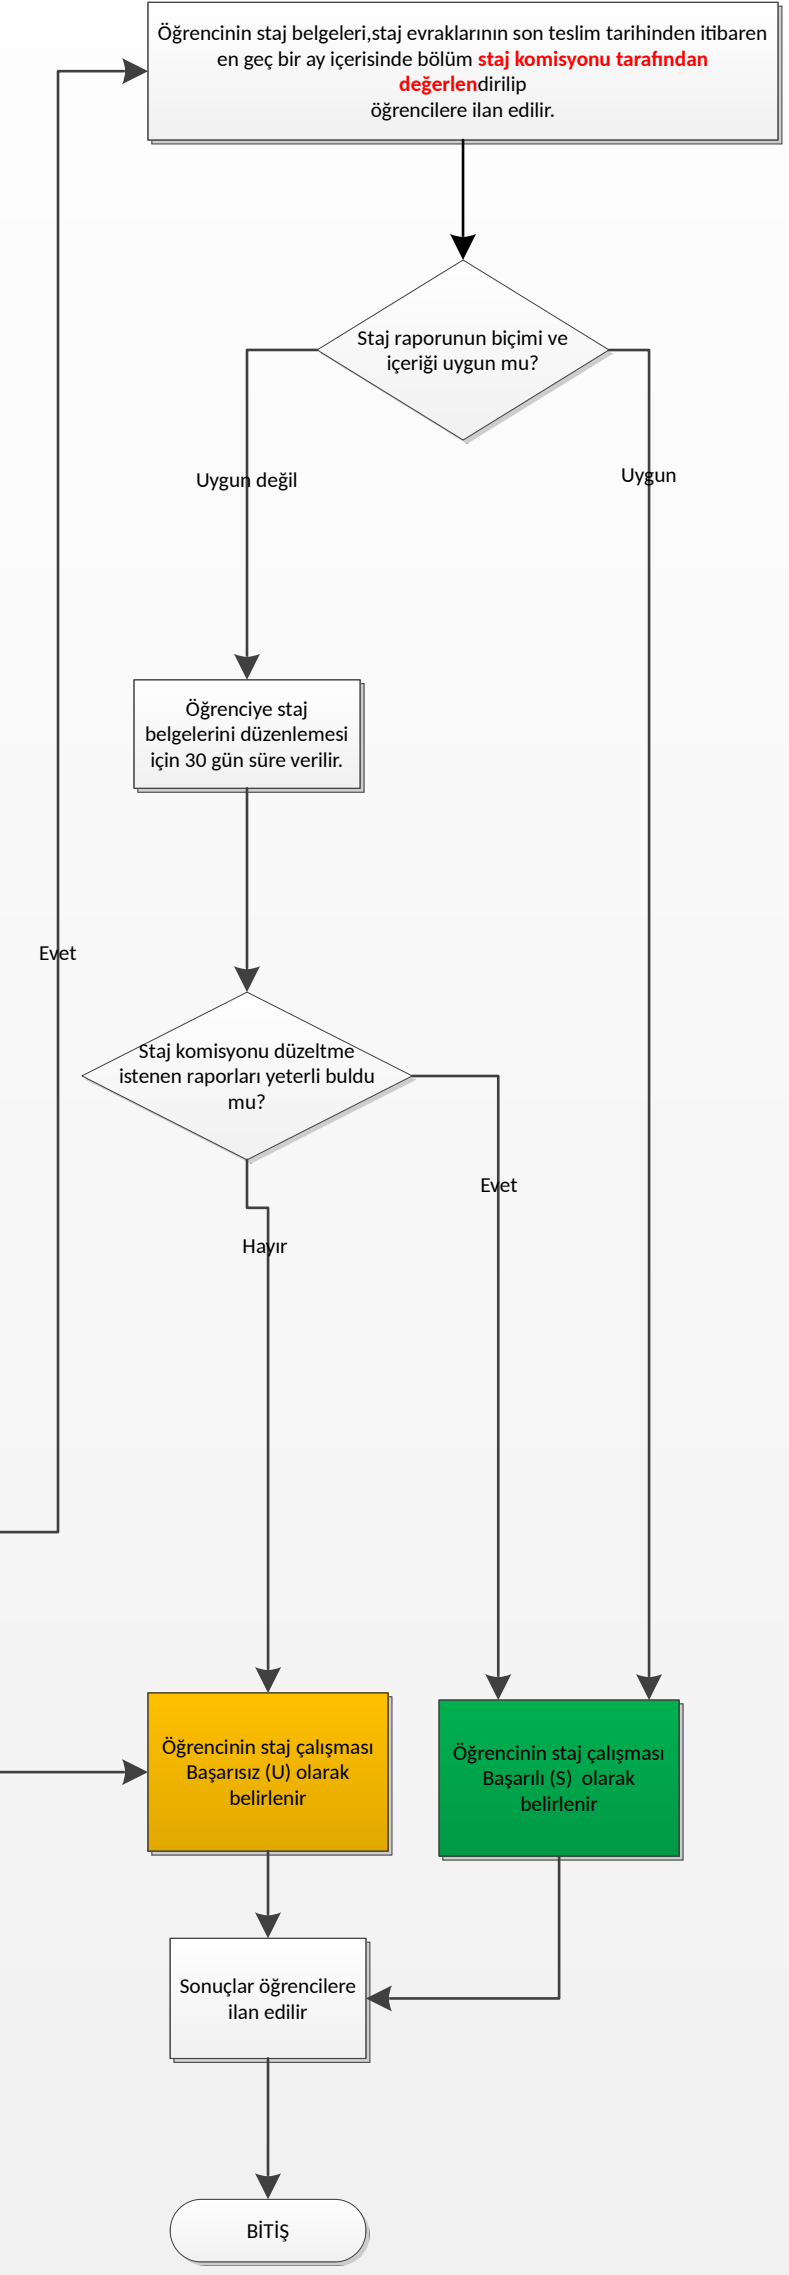 Öğrencinin staj belgeleri,staj evraklarının son teslim tarihinden itibaren
en geç bir ay içerisinde bölüm staj komisyonu tarafından
değerlendirilip
öğrencilere ilan edilir.
Staj raporunun biçimi ve
içeriği uygun mu?
Uygun değil
Uygun
Öğrenciye staj
belgelerini düzenlemesi
için 30 gün süre verilir.
Evet
Staj komisyonu düzeltme
istenen raporları yeterli buldu
mu?
Evet
Hayır
Öğrencinin staj çalışması
Başarısız (U) olarak
belirlenir
Öğrencinin staj çalışması
Başarılı (S)  olarak
belirlenir
Sonuçlar öğrencilere
ilan edilir
BİTİŞ